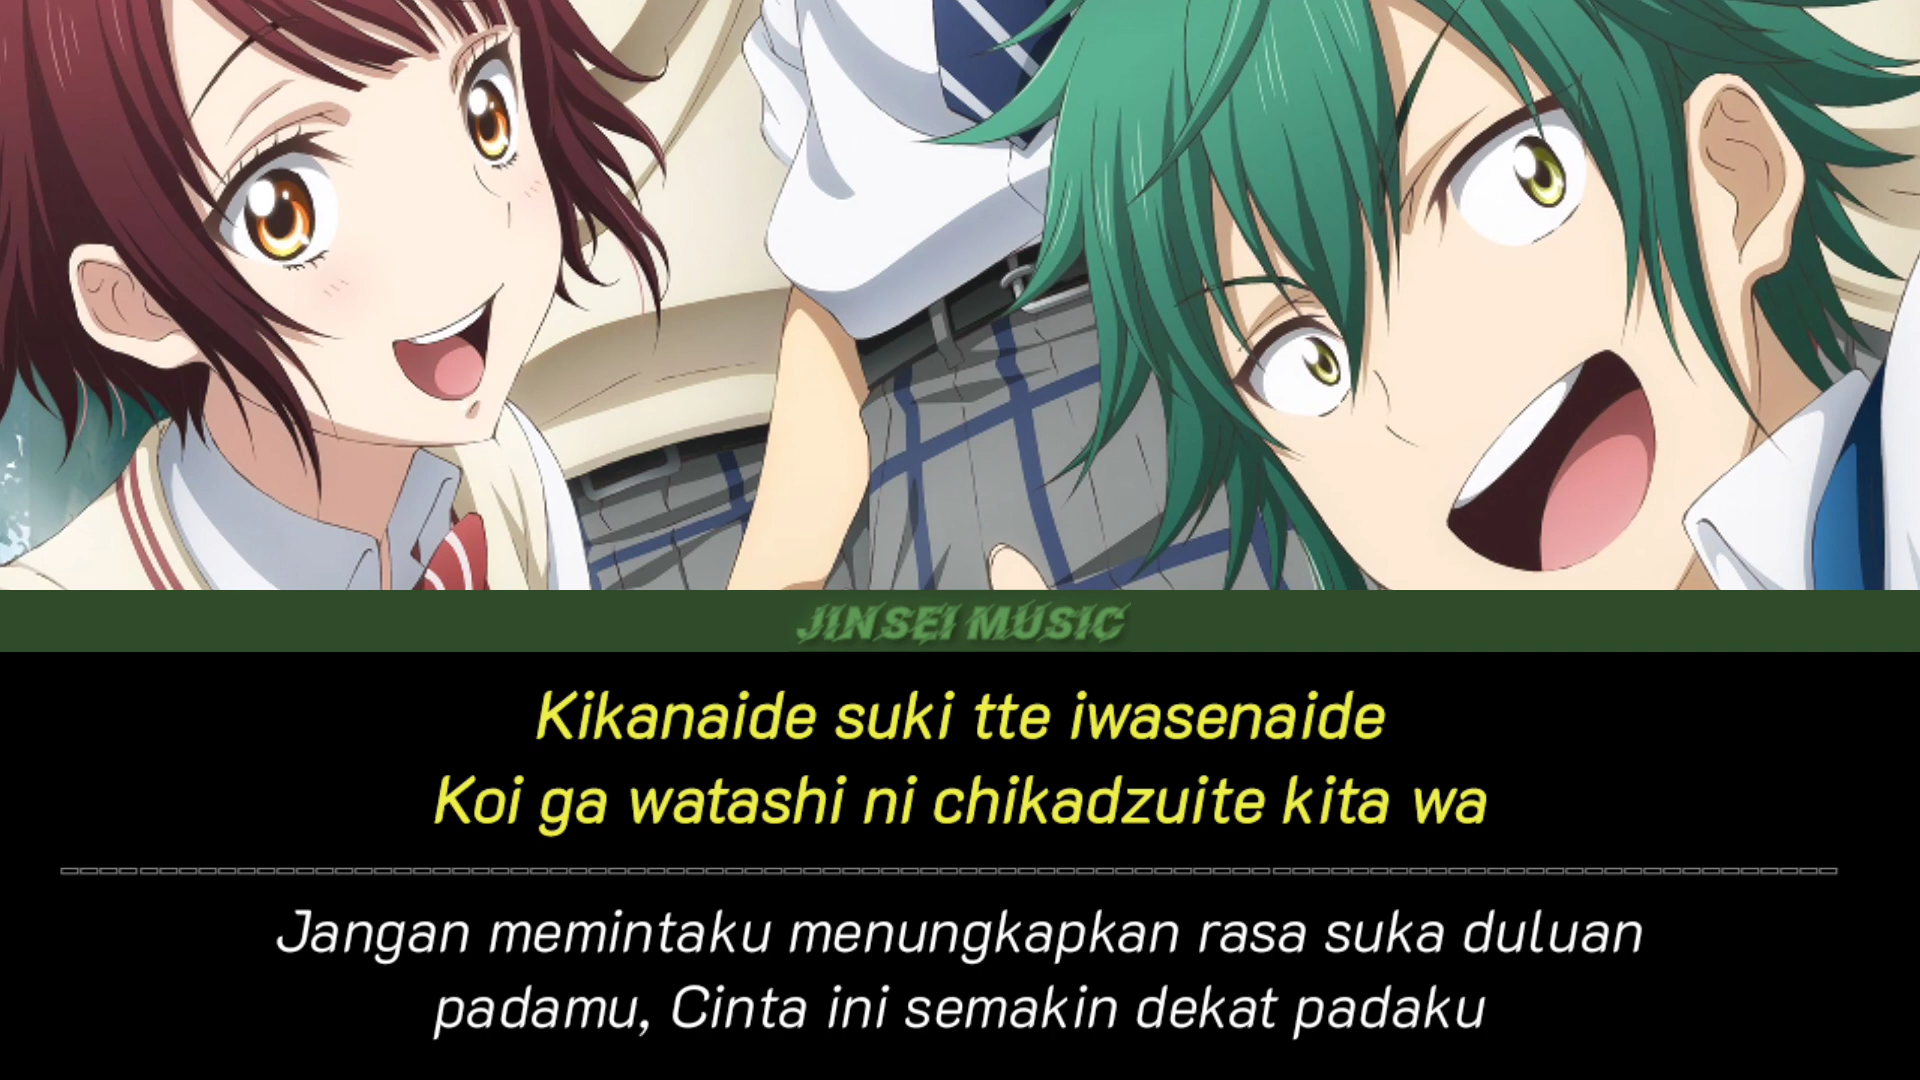 JINSEI MUSIC
Kikanaide suki tte iwasenaide
Koi ga watashi ni chikadzuite kita wa
Jangan memintaku menungkapkan rasa suka duluan
padamu, Cinta ini semakin dekat padaku